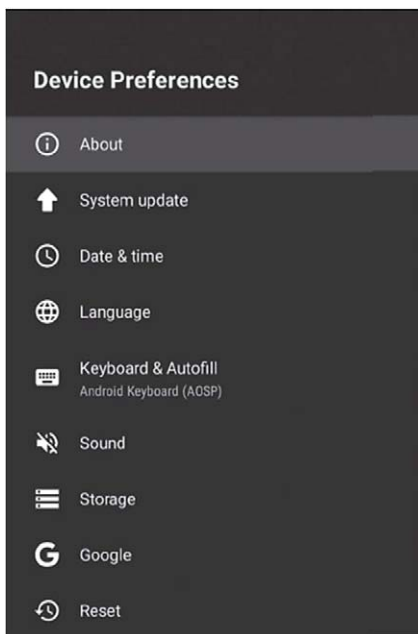 Device Preferences
About
System update
Date & time
Language
Keyboard & Autofill
Android Keyboard (AOSP)
Sound
Storage
Google
Reset